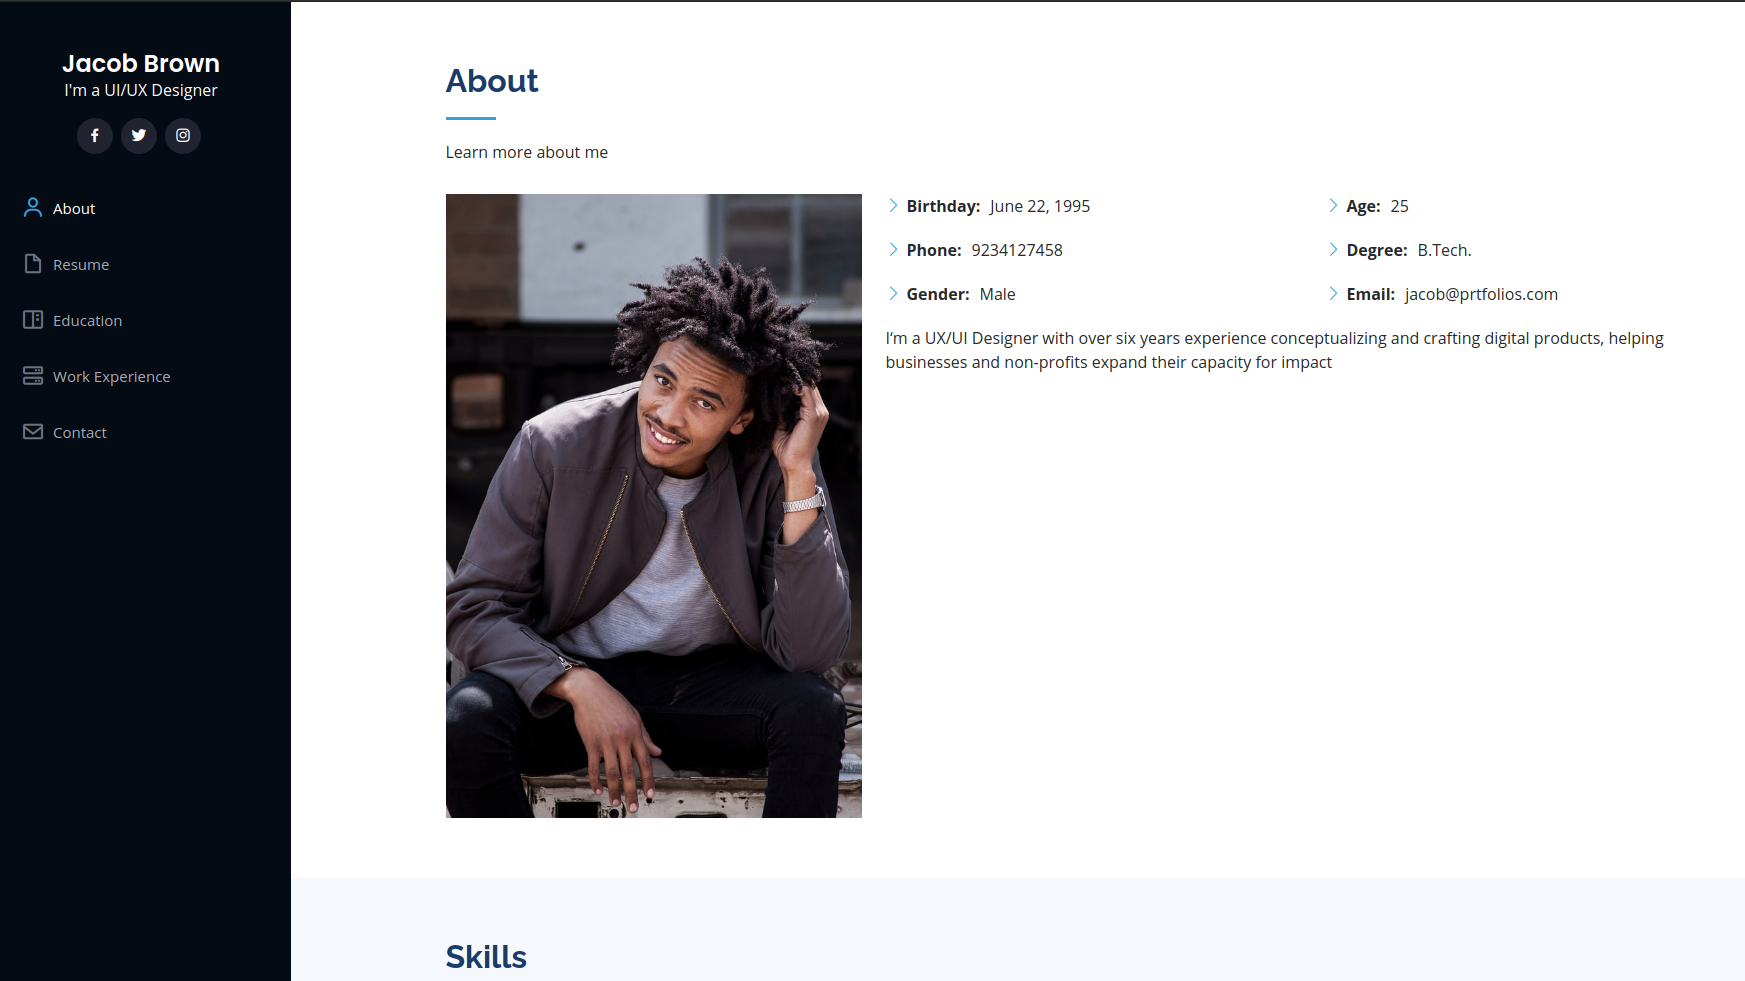 Jacob Brown
I'm a UI/UX Designer
About
Resume
Education
Work Experience
Contact
About
Learn more about me
Birthday: June 22, 1995
Age: 25
Phone: 9234127458
Degree: B.Tech.
Gender: Male
Email: jacob@prtfolios.com
I'm a UX/UI Designer with over six years experience conceptualizing and crafting digital products, helping
businesses and non-profits expand their capacity for impact
Skills